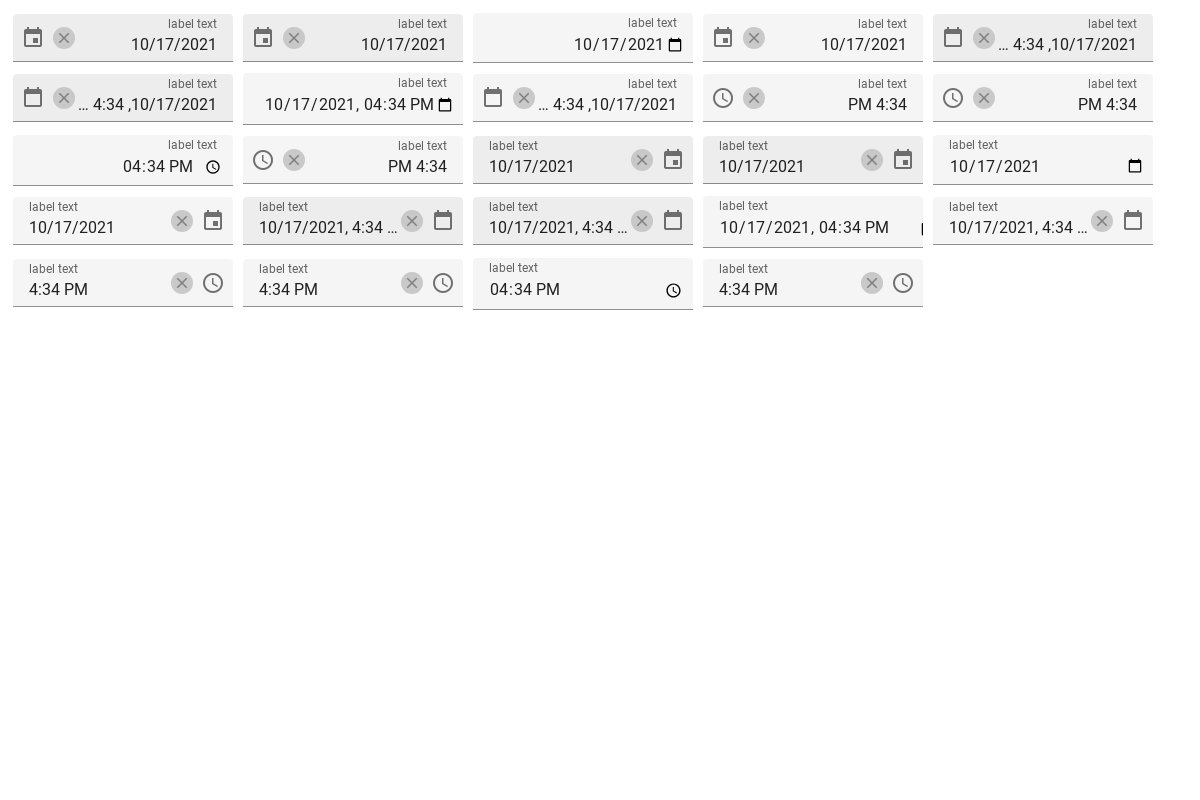 label text
10/17/2021
label text
10/17/2021
label text
10/17/2021
label text
10/17/2021
label text
... 4:34 ,10/17/2021
label text
... 4:34 ,10/17/2021
label text
10/17/2021, 04:34 PM
label text
... 4:34 ,10/17/2021
label text
PM 4:34
label text
PM 4:34
label text
04:34 PM
label text
PM 4:34
label text
10/17/2021
label text
10/17/2021
label text
10/17/2021
label text
10/17/2021
label text
10/17/2021, 4:34 ...
label text
10/17/2021, 4:34 ...
label text
10/17/2021, 04:34 PM
label text
10/17/2021, 4:34 ...
label text
4:34 PM
label text
4:34 PM
label text
04:34 PM
label text
4:34 PM